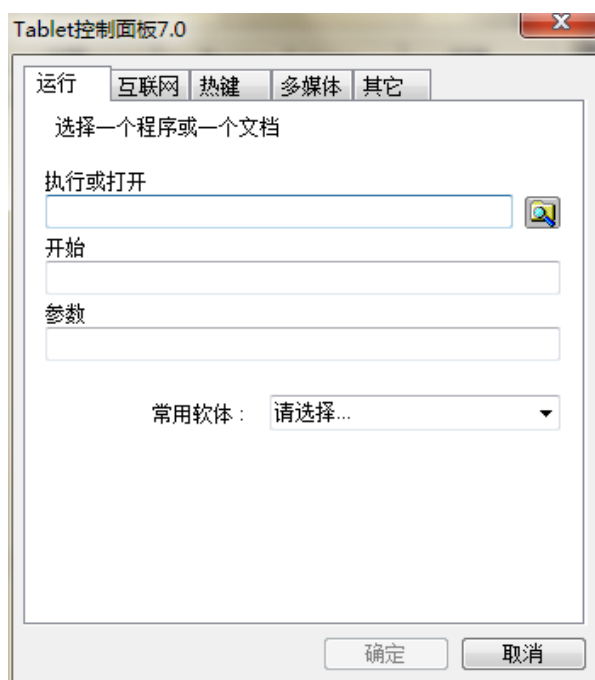 Tablet控制面板7.0
运行 互联网 热键 多媒体 其它
选择一个程序或一个文档
执行或打开
开始
参数
常用软体： 请选择...
确定 取消